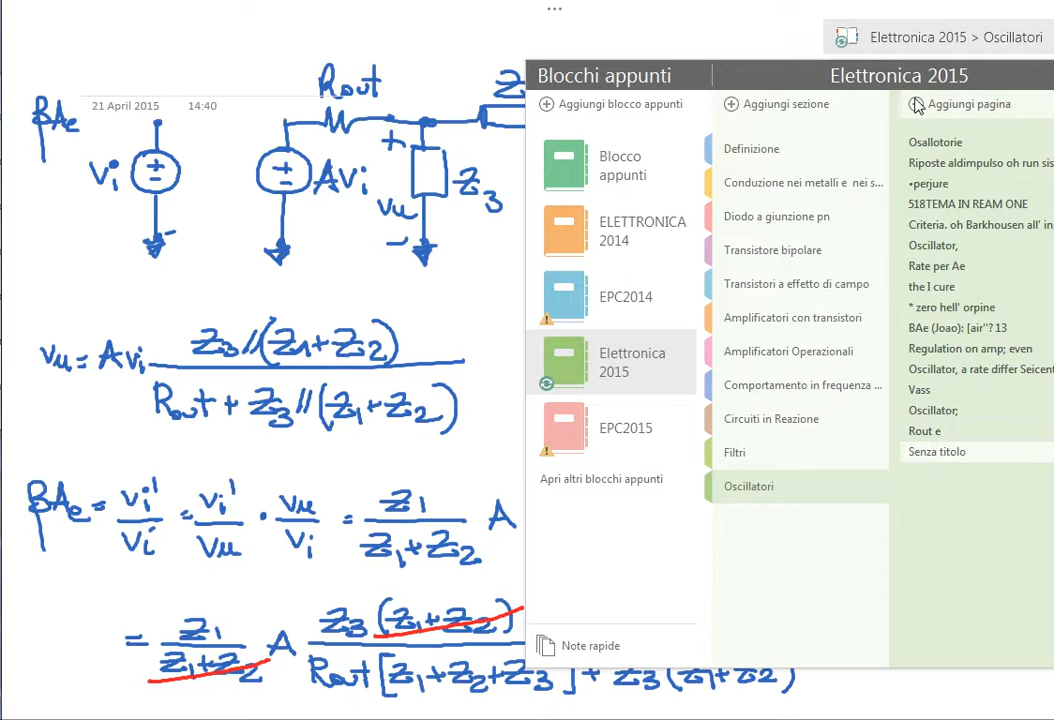 Elettronica 2015 > Oscillatori
Blocchi appunti
Elettronica 2015
Aggiungi blocco appunti
Aggiungi sezione
Aggiungi pagina
Blocco
appunti
ELETTRONICA
2014
EPC2014
Elettronica
2015
EPC2015
Apri altri blocchi appunti
Note rapide
Definizione
Conduzione nei metalli e nei s...
Diodo a giunzione pn
Transistore bipolare
Transistori a effetto di campo
Amplificatori con transistori
Amplificatori Operazionali
Comportamento in frequenza ...
Circuiti in Reazione
Filtri
Oscillatori
Osallotorie
Riposte aldimpulso oh run sis
•perjure
518TEMA IN REAM ONE
Criteria. oh Barkhousen all' in
Oscillator,
Rate per Ae
the I cure
* zero hell' orpine
BAe (Joao): [air"? 13
Regulation on amp; even
Oscillator, a rate differ Seicent
Vass
Oscillator;
Rout e
Senza titolo
21 April 2015 14:40
βAe
Rout
vi + - Avi + - + vu - Z3
vu = Avi Z3//(Z1+Z2) / Rout + Z3//(Z1+Z2)
βAe = vi'/vi = vi'/vu · vu/vi = Z1/(Z1+Z2) A
= Z1/(Z1+Z2) A Z3(Z1+Z2) / Rout[Z1+Z2+Z3] + Z3(Z1+Z2)